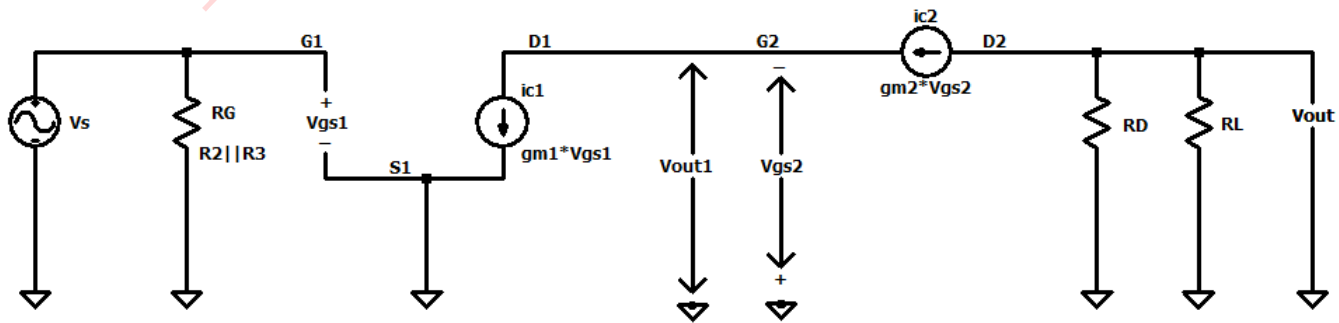 ic2
G1
D1
G2
D2
gm2*Vgs2
Vs
RG
R2||R3
+
Vgs1
–
S1
ic1
gm1*Vgs1
Vout1
–
Vgs2
+
RD
RL
Vout